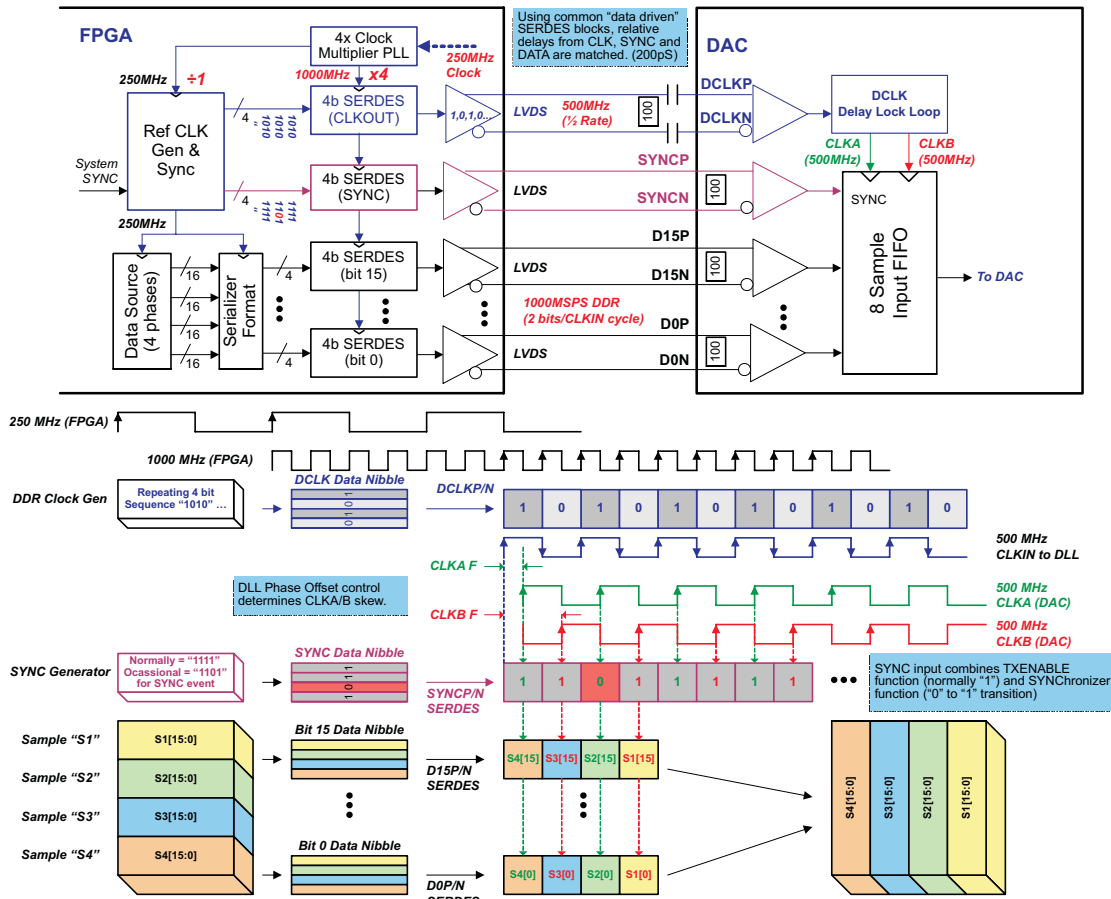 FPGA
4x Clock
Multiplier PLL
250MHz
Clock
250MHz
÷1
1000MHz
x4
Using common “data driven”
SERDES blocks, relative
delays from CLK, SYNC and
DATA are matched. (200pS)
DAC
Ref CLK
Gen &
Sync
System
SYNC
4
1010
1010
1010
”
4b SERDES
(CLKOUT)
1,0,1,0...
LVDS
500MHz
(½ Rate)
100
DCLKP
DCLKN
DCLK
Delay Lock Loop
CLKA
(500MHz)
CLKB
(500MHz)
4
1111
1101
1111
”
4b SERDES
(SYNC)
LVDS
SYNCP
SYNCN
100
SYNC
8 Sample
Input FIFO
To DAC
250MHz
Data Source
(4 phases)
16
16
16
16
Serializer
Format
4
4
4b SERDES
(bit 15)
4b SERDES
(bit 0)
LVDS
D15P
D15N
100
1000MSPS DDR
(2 bits/CLKIN cycle)
LVDS
D0P
D0N
100
250 MHz (FPGA)
1000 MHz (FPGA)
DDR Clock Gen
Repeating 4 bit
Sequence “1010” ...
DCLK Data Nibble
1
0
1
0
DCLKP/N
1 0 1 0 1 0 1 0 1 0 1 0
500 MHz
CLKIN to DLL
CLKA F
DLL Phase Offset control
determines CLKA/B skew.
CLKB F
500 MHz
CLKA (DAC)
500 MHz
CLKB (DAC)
SYNC Generator
Normally = “1111”
Ocassional = “1101”
for SYNC event
SYNC Data Nibble
1
1
0
1
SYNCP/N
SERDES
1 1 0 1 1 1 1 1
SYNC input combines TXENABLE
function (normally “1”) and SYNChronizer
function (“0” to “1” transition)
Sample “S1”
Sample “S2”
Sample “S3”
Sample “S4”
S1[15:0]
S2[15:0]
S3[15:0]
S4[15:0]
Bit 15 Data Nibble
D15P/N
SERDES
S4[15] S3[15] S2[15] S1[15]
Bit 0 Data Nibble
D0P/N
SERDES
S4[0] S3[0] S2[0] S1[0]
S4[15:0]
S3[15:0]
S2[15:0]
S1[15:0]